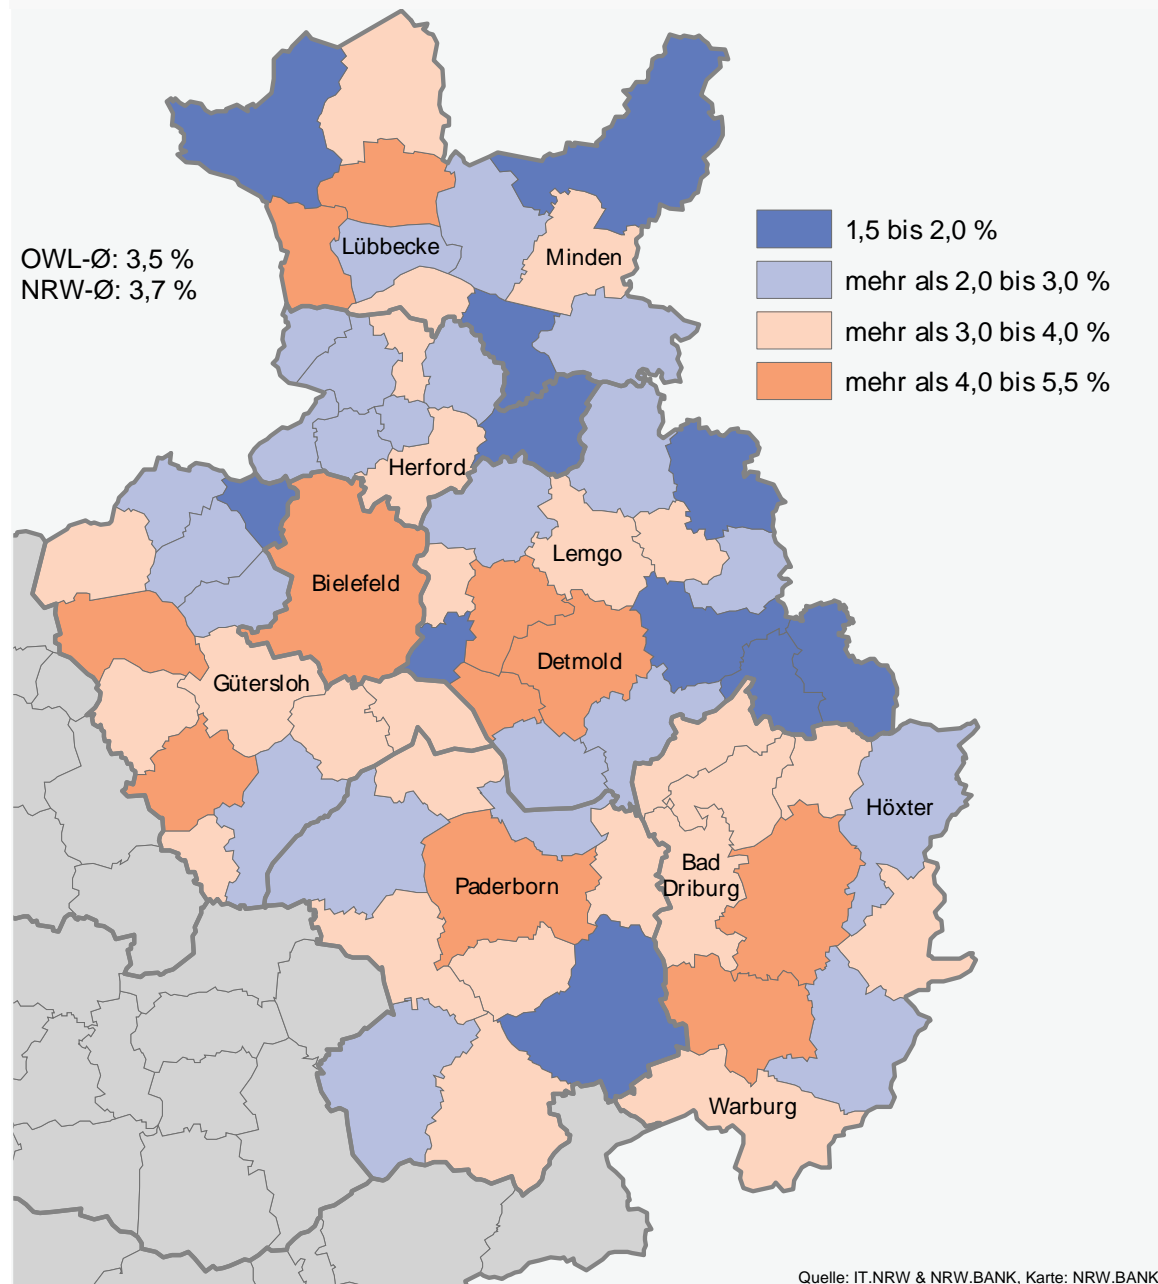 OWL-Ø: 3,5 %
NRW-Ø: 3,7 %
1,5 bis 2,0 %
mehr als 2,0 bis 3,0 %
mehr als 3,0 bis 4,0 %
mehr als 4,0 bis 5,5 %
Lübbecke
Minden
Herford
Lemgo
Bielefeld
Detmold
Gütersloh
Höxter
Bad
Driburg
Paderborn
Warburg
Quelle: IT.NRW & NRW.BANK, Karte: NRW.BANK